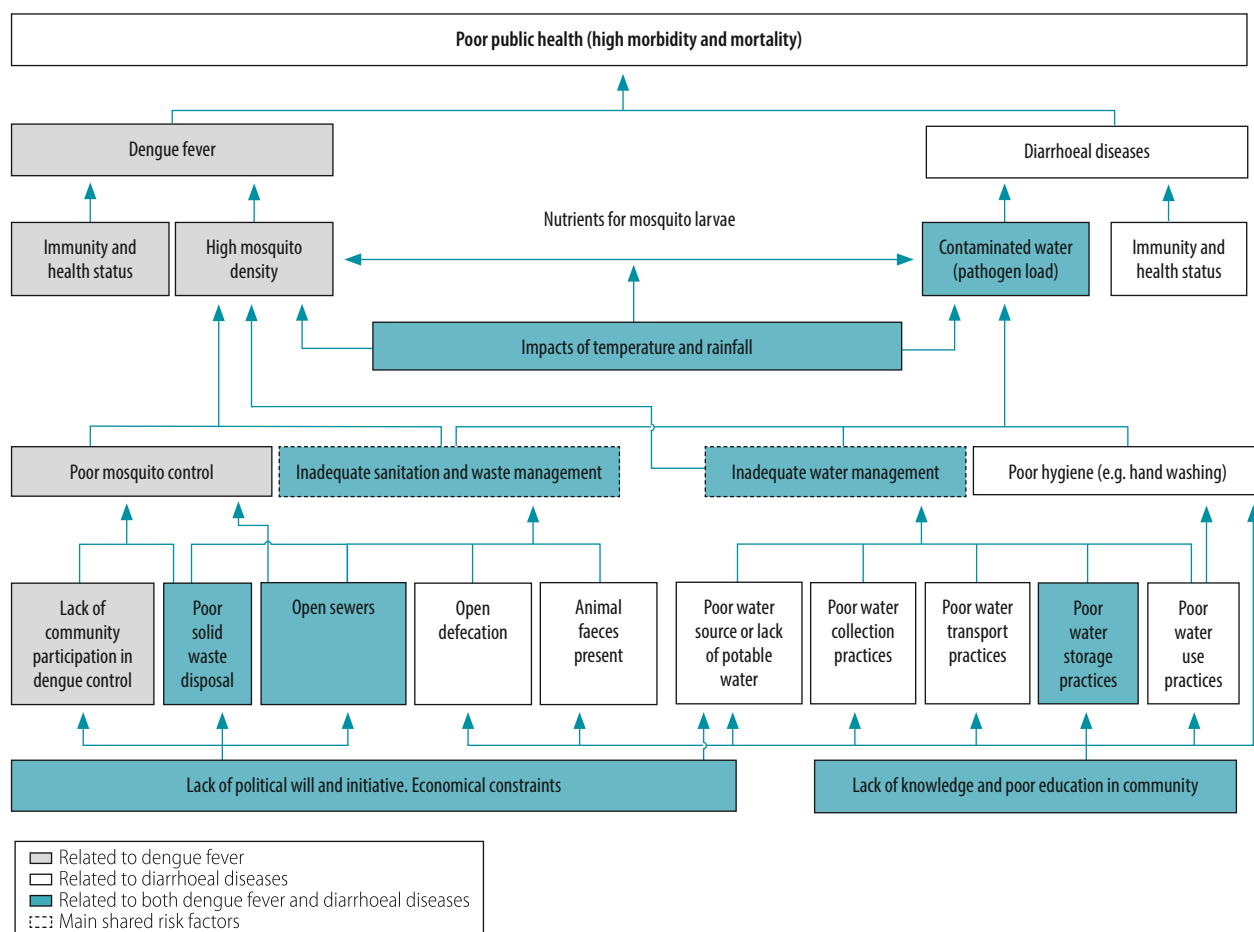 Poor public health (high morbidity and mortality)
Dengue fever
Diarrhoeal diseases
Nutrients for mosquito larvae
Immunity and
health status
High mosquito
density
Contaminated water
(pathogen load)
Immunity and
health status
Impacts of temperature and rainfall
Poor mosquito control
Inadequate sanitation and waste management
Inadequate water management
Poor hygiene (e.g. hand washing)
Lack of
community
participation in
dengue control
Poor
solid
waste
disposal
Open sewers
Open
defecation
Animal
faeces
present
Poor water
source or lack
of potable
water
Poor water
collection
practices
Poor water
transport
practices
Poor
water
storage
practices
Poor
water
use
practices
Lack of political will and initiative. Economical constraints
Lack of knowledge and poor education in community
Related to dengue fever
Related to diarrhoeal diseases
Related to both dengue fever and diarrhoeal diseases
Main shared risk factors